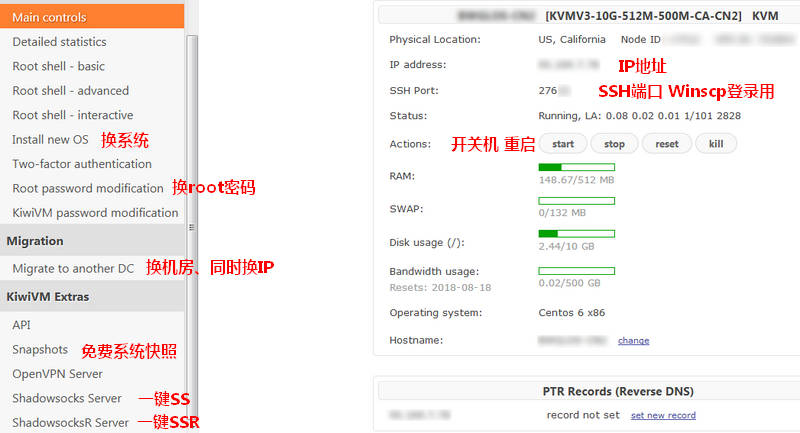 Main controls
Detailed statistics
Root shell - basic
Root shell - advanced
Root shell - interactive
Install new OS 换系统
Two-factor authentication
Root password modification 换root密码
KiwiVM password modification
Migration
Migrate to another DC 换机房、同时换IP
KiwiVM Extras
API
Snapshots 免费系统快照
OpenVPN Server
Shadowsocks Server 一键SS
ShadowsocksR Server 一键SSR
[KVMV3-10G-512M-500M-CA-CN2] KVM
Physical Location: US, California Node ID
IP address: IP地址
SSH Port: 276 SSH端口 Winscp登录用
Status: Running, LA: 0.08 0.02 0.01 1/101 2828
Actions: 开关机 重启 start stop reset kill
RAM:
148.67/512 MB
SWAP:
0/132 MB
Disk usage (/):
2.44/10 GB
Bandwidth usage:
Resets: 2018-08-18 0.02/500 GB
Operating system: Centos 6 x86
Hostname: change
PTR Records (Reverse DNS)
record not set set new record